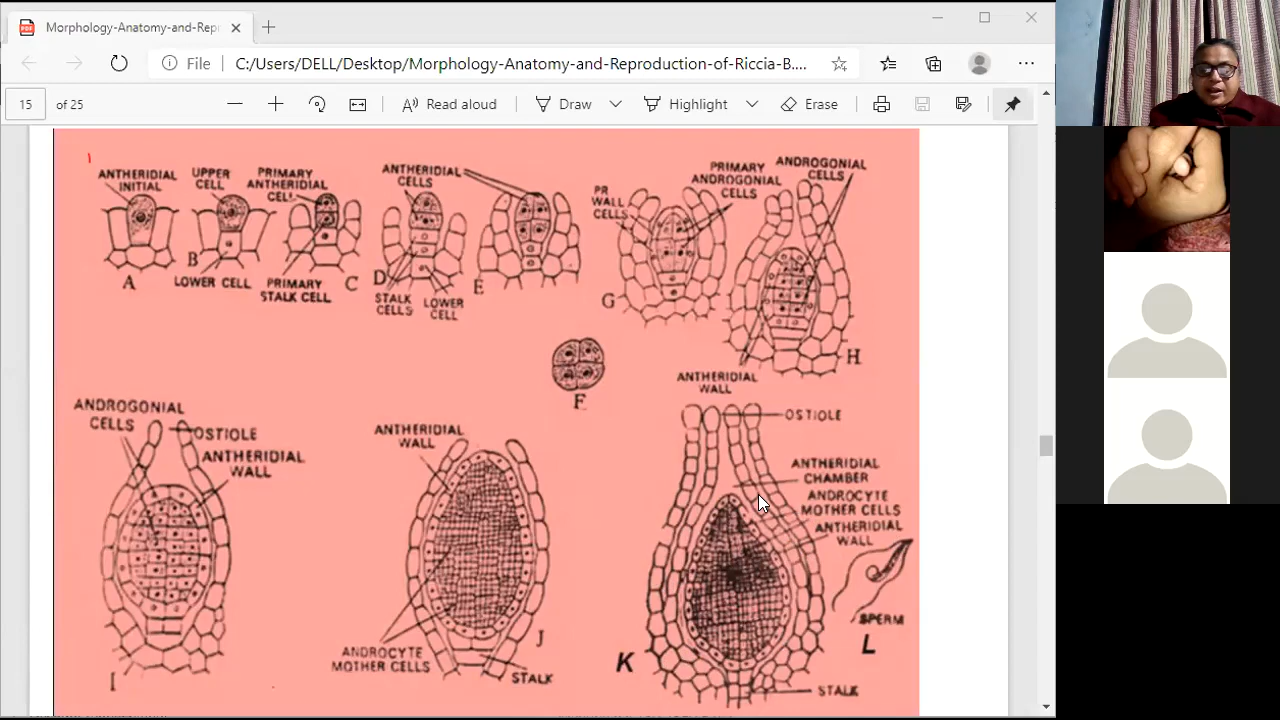 Morphology-Anatomy-and-Repr
File
C:/Users/DELL/Desktop/Morphology-Anatomy-and-Reproduction-of-Riccia-B....
15
of 25
Read aloud
Draw
Highlight
Erase
ANTHERIDIAL
INITIAL
UPPER
CELL
PRIMARY
ANTHERIDIAL
CELL
ANTHERIDIAL
CELLS
PR
WALL
CELLS
PRIMARY
ANDROGONIAL
CELLS
ANDROGONIAL
CELLS
A
B
LOWER CELL
PRIMARY
STALK CELL
C
D
STALK
CELLS
LOWER
CELL
E
G
H
F
ANTHERIDIAL
WALL
ANDROGONIAL
CELLS
OSTIOLE
ANTHERIDIAL
WALL
I
ANTHERIDIAL
WALL
ANDROCYTE
MOTHER CELLS
J
STALK
OSTIOLE
ANTHERIDIAL
CHAMBER
ANDROCYTE
MOTHER CELLS
ANTHERIDIAL
WALL
SPERM
K
L
STALK